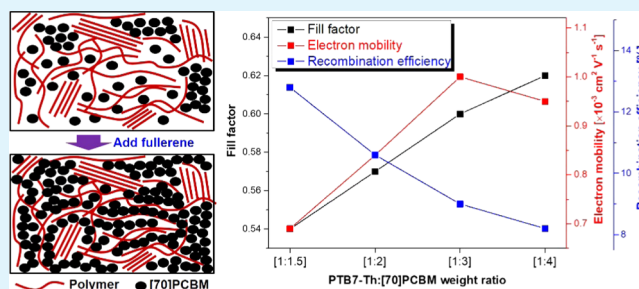 Add fullerene
Polymer
[70]PCBM
Fill factor
Electron mobility
Recombination efficiency
Fill factor
0.64
0.62
0.60
0.58
0.56
0.54
[1:1.5]
[1:2]
[1:3]
[1:4]
PTB7-Th:[70]PCBM weight ratio
1.1
1.0
0.9
0.8
0.7
Electron mobility [×10⁻³ cm² V⁻¹ s⁻¹]
14
12
10
8